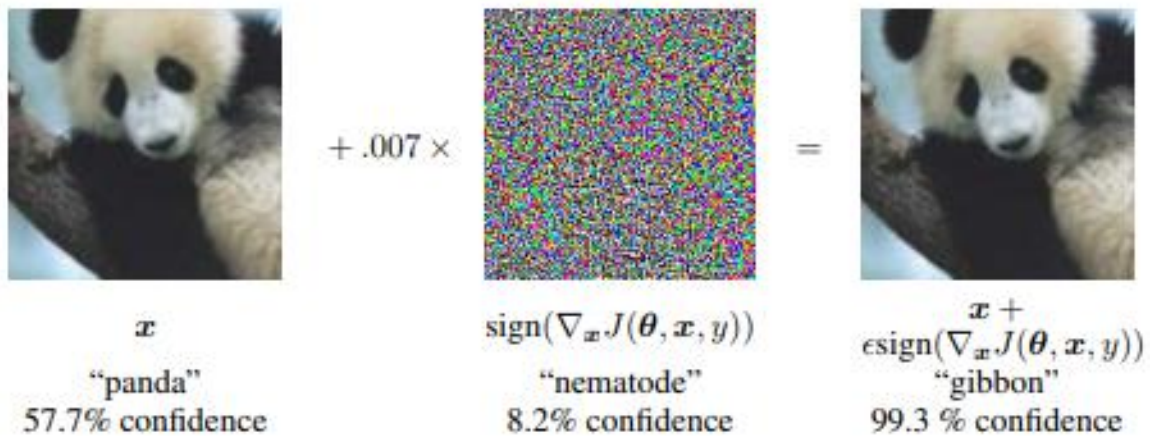 + .007 ×
=
x
sign(∇ₓJ(θ, x, y))
x +
ϵsign(∇ₓJ(θ, x, y))
“panda”
“nematode”
“gibbon”
57.7% confidence
8.2% confidence
99.3 % confidence